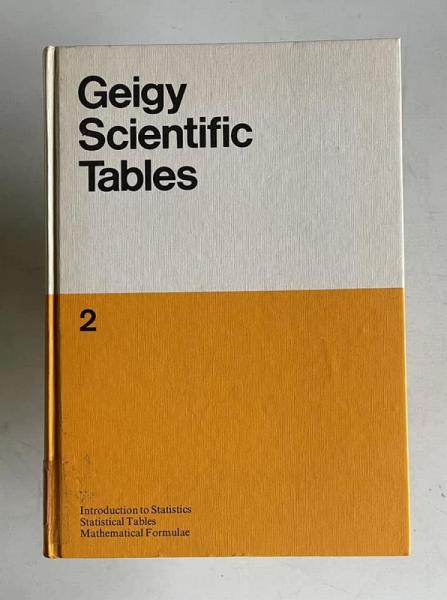 Geigy
Scientific
Tables
2
Introduction to Statistics
Statistical Tables
Mathematical Formulae